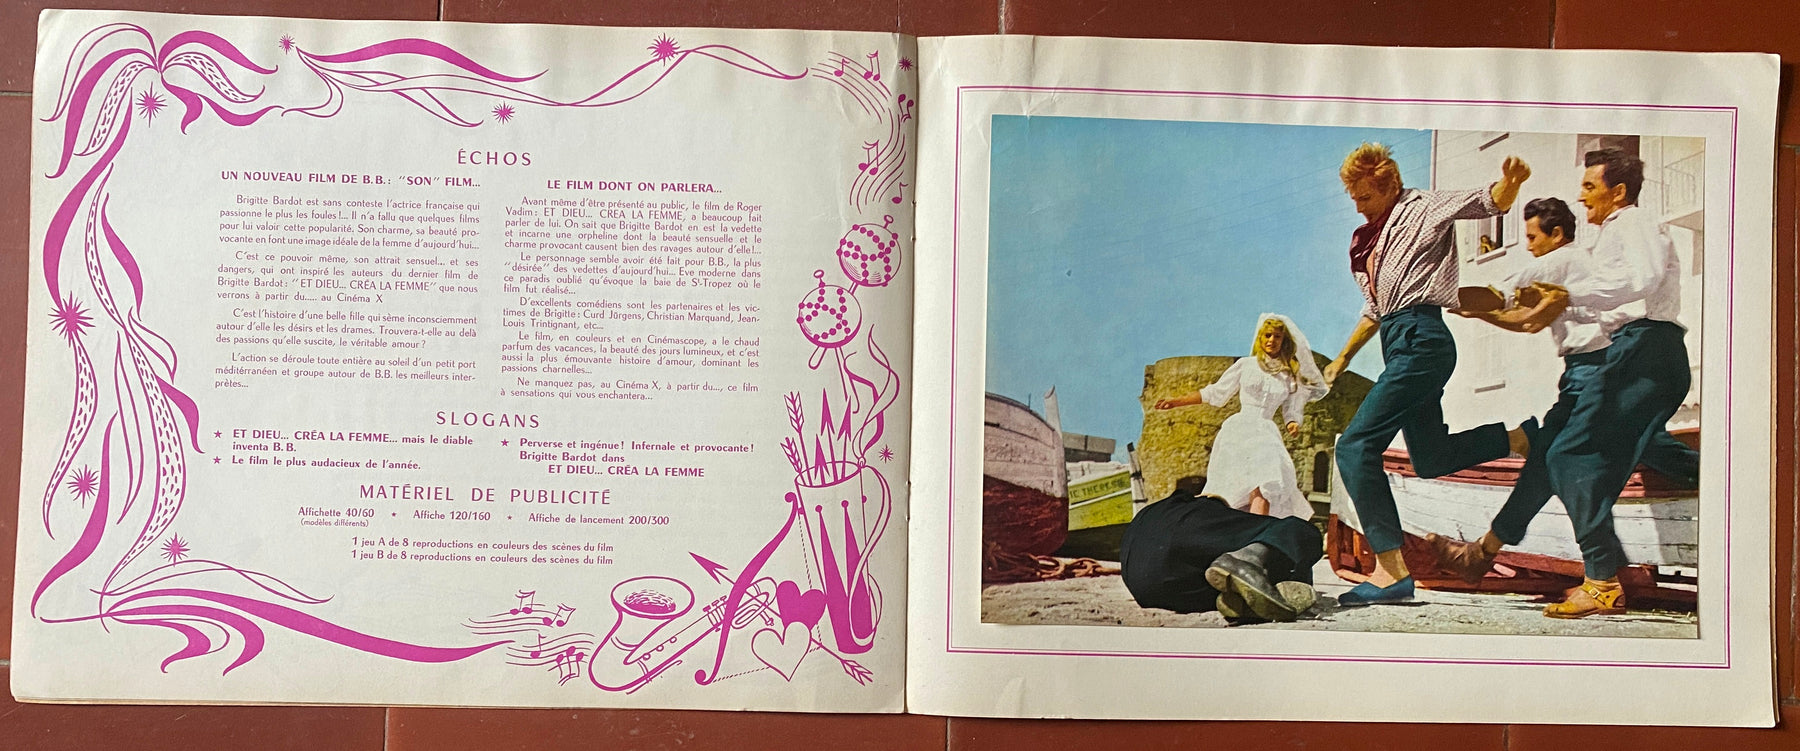 ÉCHOS
UN NOUVEAU FILM DE B.B.: "SON" FILM...
Brigitte Bardot est sans conteste l'actrice française qui
passionne le plus les foules!... Il n'a fallu que quelques films
pour lui valoir cette popularité. Son charme, sa beauté pro-
vocante en font une image idéale de la femme d'aujourd'hui...
C'est ce pouvoir même, son attrait sensuel... et ses
dangers, qui ont inspiré les auteurs du dernier film de
Brigitte Bardot: "ET DIEU... CRÉA LA FEMME" que nous
verrons à partir du..... au Cinéma X
C'est l'histoire d'une belle fille qui sème inconsciemment
autour d'elle les désirs et les drames. Trouvera-t-elle au delà
des passions qu'elle suscite, le véritable amour?
L'action se déroule toute entière au soleil d'un petit port
méditérranéen et groupe autour de B.B. les meilleurs inter-
prètes...
LE FILM DONT ON PARLERA...
Avant même d'être présenté au public, le film de Roger
Vadim: ET DIEU... CREA LA FEMME, a beaucoup fait
parler de lui. On sait que Brigitte Bardot en est la vedette
et incarne une orpheline dont la beauté sensuelle et le
charme provocant causent bien des ravages autour d'elle!...
Le personnage semble avoir été fait pour B.B., la plus
"désirée" des vedettes d'aujourd'hui... Eve moderne dans
ce paradis oublié qu'évoque la baie de St-Tropez où le
film fut réalisé...
D'excellents comédiens sont les partenaires et les vic-
times de Brigitte: Curd Jürgens, Christian Marquand, Jean-
Louis Trintignant, etc...
Le film, en couleurs et en Cinémascope, a le chaud
parfum des vacances, la beauté des jours lumineux, et c'est
aussi la plus émouvante histoire d'amour, dominant les
passions charnelles...
Ne manquez pas, au Cinéma X, à partir du..., ce film
à sensations qui vous enchantera...
SLOGANS
★ ET DIEU... CRÉA LA FEMME... mais le diable
inventa B.B.
★ Le film le plus audacieux de l'année.
★ Perverse et ingénue! Infernale et provocante!
Brigitte Bardot dans
ET DIEU... CRÉA LA FEMME
MATÉRIEL DE PUBLICITÉ
Affichette 40/60 ★ Affiche 120/160 ★ Affiche de lancement 200/300
(modèles différents)
1 jeu A de 8 reproductions en couleurs des scènes du film
1 jeu B de 8 reproductions en couleurs des scènes du film